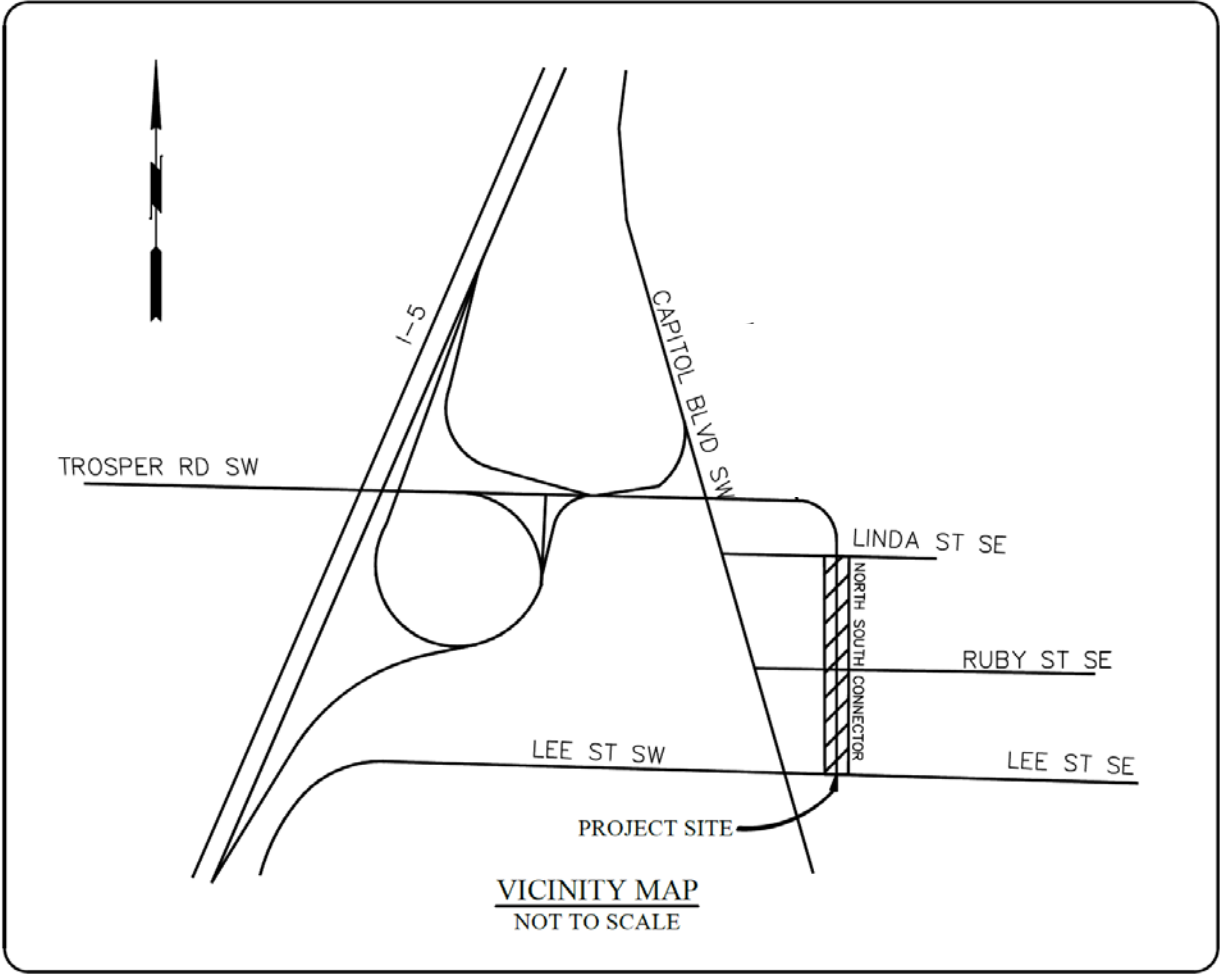 N
I-5
CAPITOL BLVD SW
TROSPER RD SW
LINDA ST SE
NORTH SOUTH CONNECTOR
RUBY ST SE
LEE ST SW
LEE ST SE
PROJECT SITE
VICINITY MAP
NOT TO SCALE